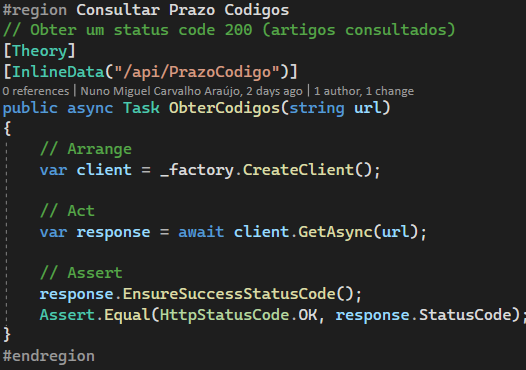 #region Consultar Prazo Codigos
// Obter um status code 200 (artigos consultados)
[Theory]
[InlineData("/api/PrazoCodigo")]
0 references | Nuno Miguel Carvalho Araújo, 2 days ago | 1 author, 1 change
public async Task ObterCodigos(string url)
{
    // Arrange
    var client = _factory.CreateClient();

    // Act
    var response = await client.GetAsync(url);

    // Assert
    response.EnsureSuccessStatusCode();
    Assert.Equal(HttpStatusCode.OK, response.StatusCode);
}
#endregion